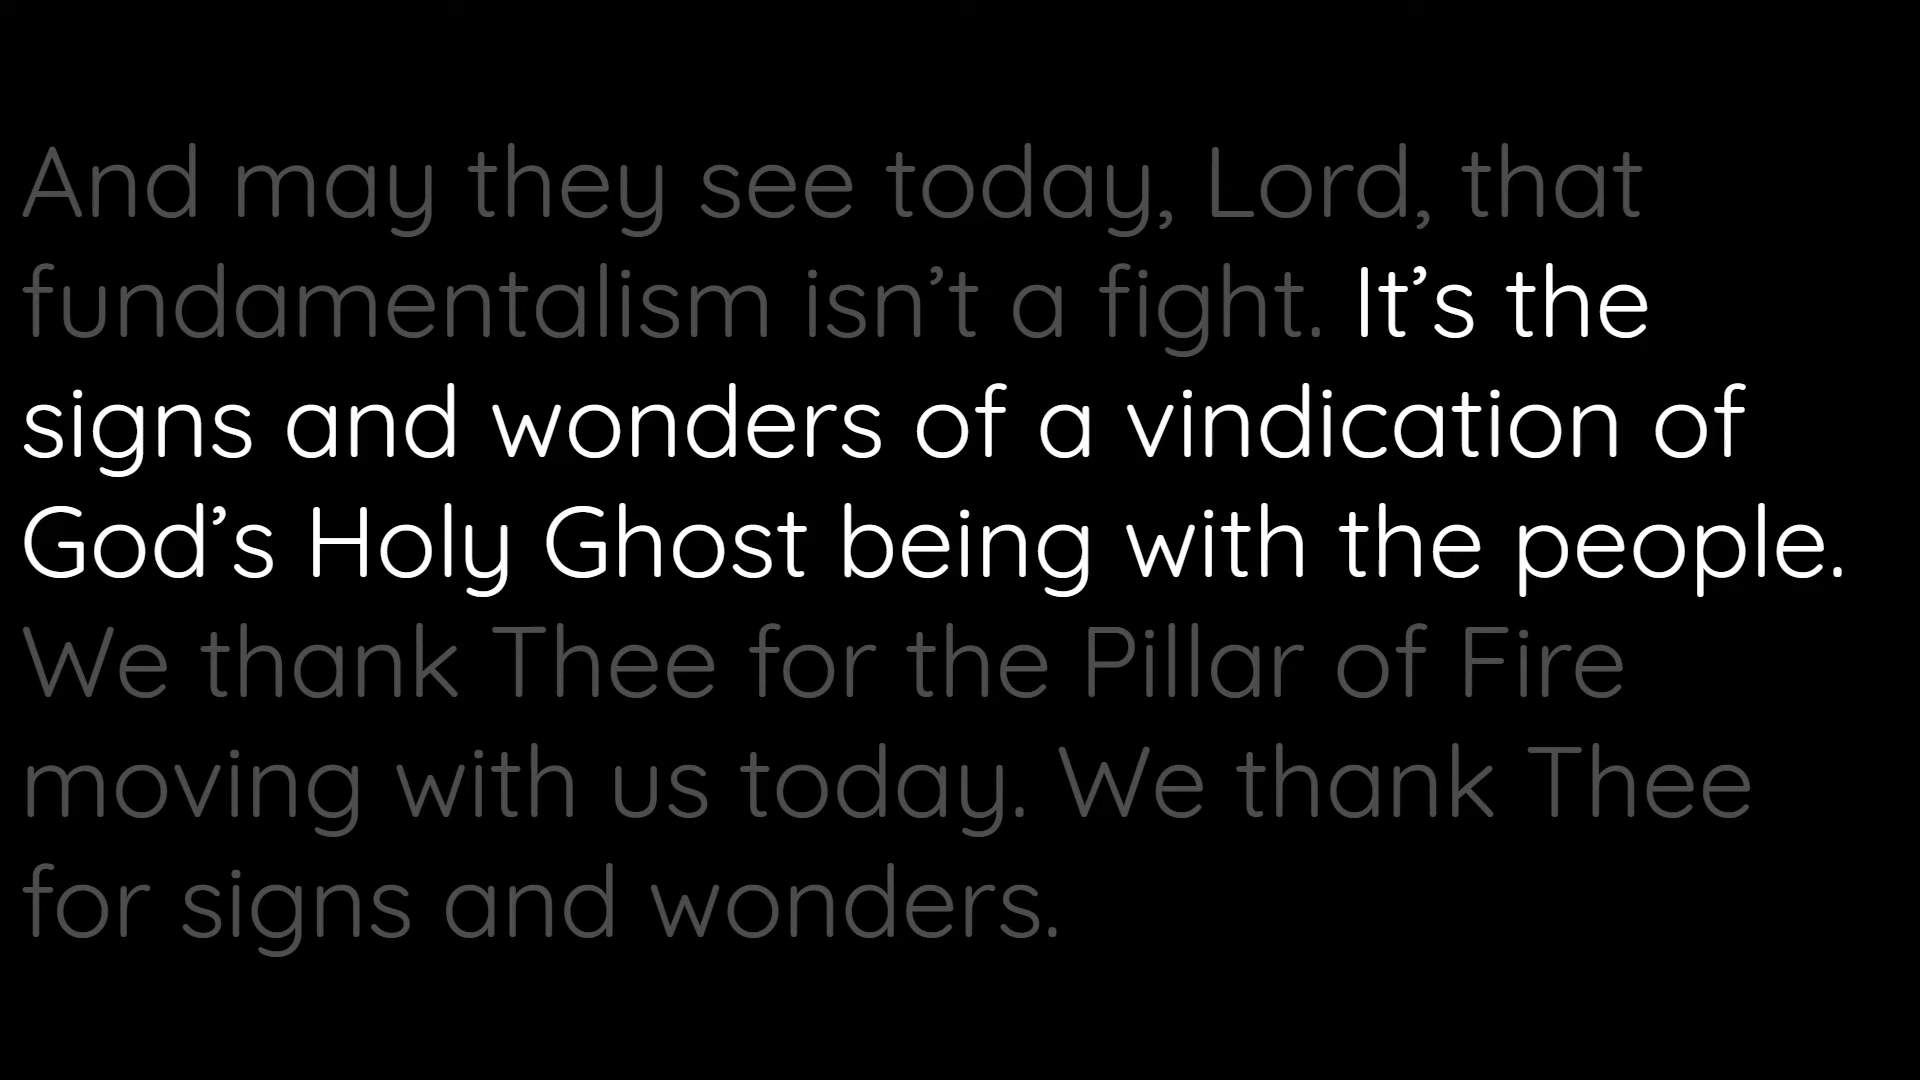 And may they see today, Lord, that
fundamentalism isn’t a fight. It’s the
signs and wonders of a vindication of
God’s Holy Ghost being with the people.
We thank Thee for the Pillar of Fire
moving with us today. We thank Thee
for signs and wonders.